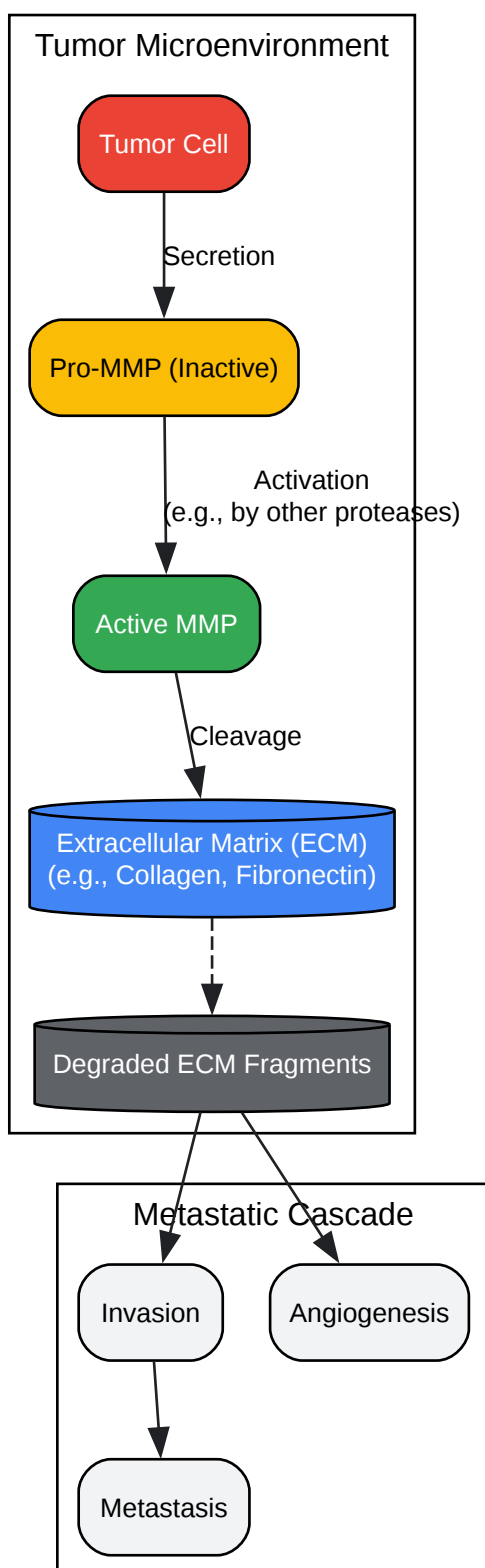 Tumor Microenvironment
Tumor Cell
Secretion
Pro-MMP (Inactive)
Activation
(e.g., by other proteases)
Active MMP
Cleavage
Extracellular Matrix (ECM)
(e.g., Collagen, Fibronectin)
Degraded ECM Fragments
Metastatic Cascade
Invasion
Angiogenesis
Metastasis